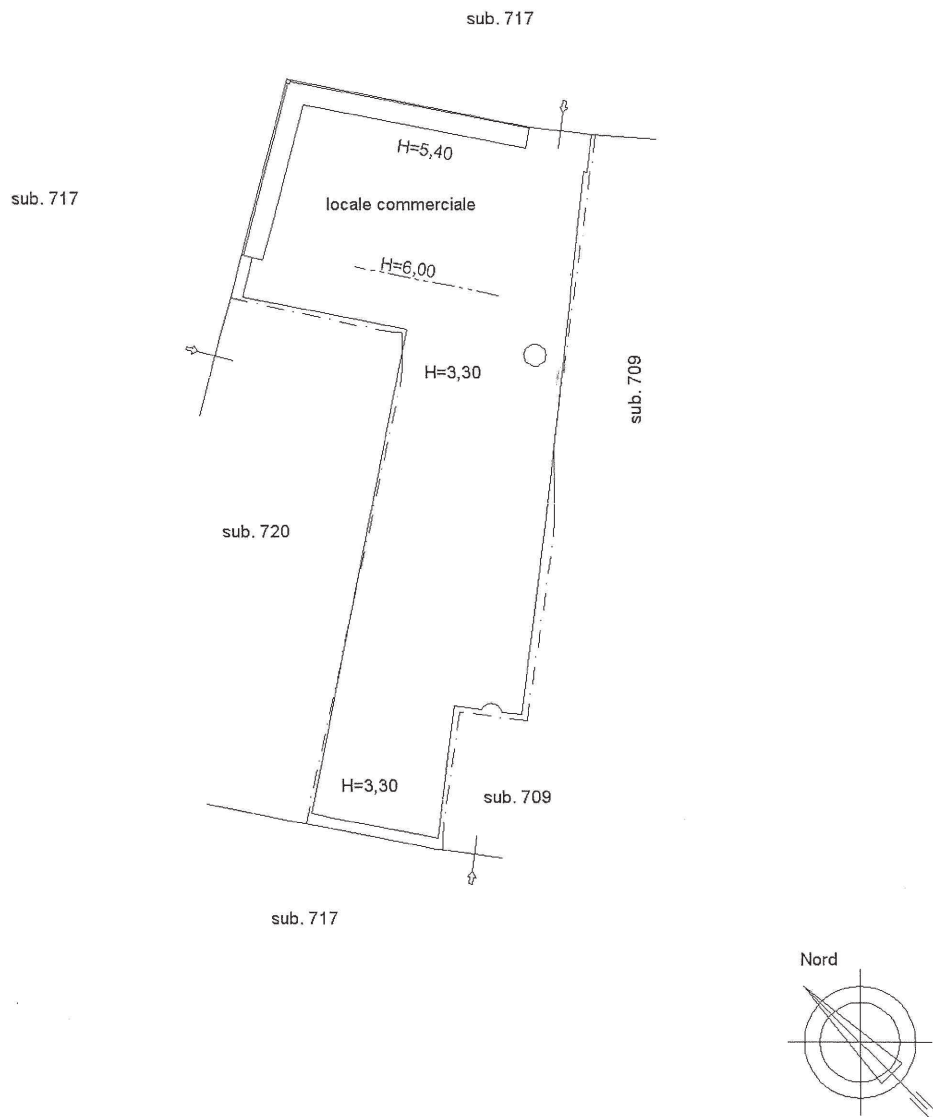 sub. 717
H=5,40
sub. 717
locale commerciale
H=6,00
H=3,30
sub. 709
sub. 720
H=3,30
sub. 709
sub. 717
Nord